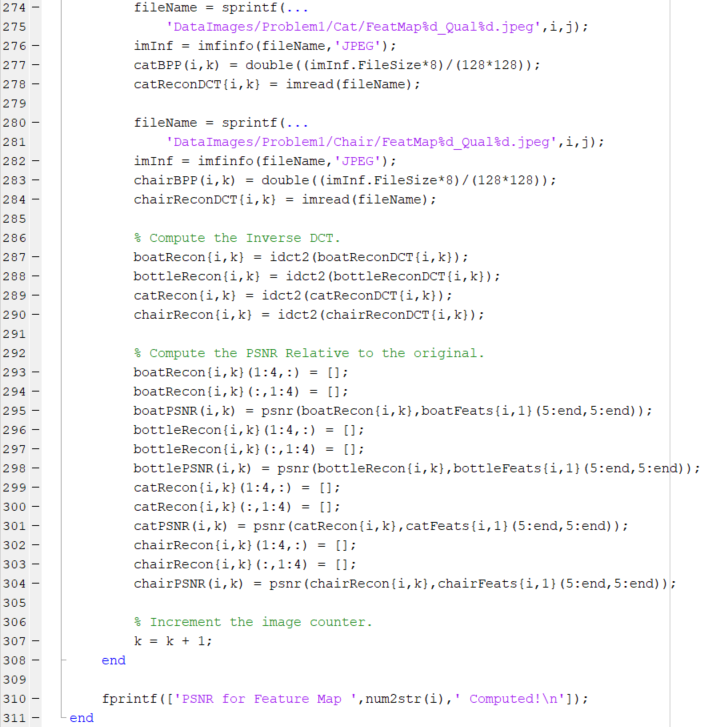 274 fileName = sprintf(...
275 'DataImages/Problem1/Cat/FeatMap%d_Qual%d.jpeg',i,j);
276 imInf = imfinfo(fileName,'JPEG');
277 catBPP(i,k) = double((imInf.FileSize*8)/(128*128));
278 catReconDCT{i,k} = imread(fileName);
279
280 fileName = sprintf(...
281 'DataImages/Problem1/Chair/FeatMap%d_Qual%d.jpeg',i,j);
282 imInf = imfinfo(fileName,'JPEG');
283 chairBPP(i,k) = double((imInf.FileSize*8)/(128*128));
284 chairReconDCT{i,k} = imread(fileName);
285
286 % Compute the Inverse DCT.
287 boatRecon{i,k} = idct2(boatReconDCT{i,k});
288 bottleRecon{i,k} = idct2(bottleReconDCT{i,k});
289 catRecon{i,k} = idct2(catReconDCT{i,k});
290 chairRecon{i,k} = idct2(chairReconDCT{i,k});
291
292 % Compute the PSNR Relative to the original.
293 boatRecon{i,k}(1:4,:) = [];
294 boatRecon{i,k}(:,1:4) = [];
295 boatPSNR(i,k) = psnr(boatRecon{i,k},boatFeats{i,1}(5:end,5:end));
296 bottleRecon{i,k}(1:4,:) = [];
297 bottleRecon{i,k}(:,1:4) = [];
298 bottlePSNR(i,k) = psnr(bottleRecon{i,k},bottleFeats{i,1}(5:end,5:end));
299 catRecon{i,k}(1:4,:) = [];
300 catRecon{i,k}(:,1:4) = [];
301 catPSNR(i,k) = psnr(catRecon{i,k},catFeats{i,1}(5:end,5:end));
302 chairRecon{i,k}(1:4,:) = [];
303 chairRecon{i,k}(:,1:4) = [];
304 chairPSNR(i,k) = psnr(chairRecon{i,k},chairFeats{i,1}(5:end,5:end));
305
306 % Increment the image counter.
307 k = k + 1;
308 end
309
310 fprintf(['PSNR for Feature Map ',num2str(i),' Computed!\n']);
311 end